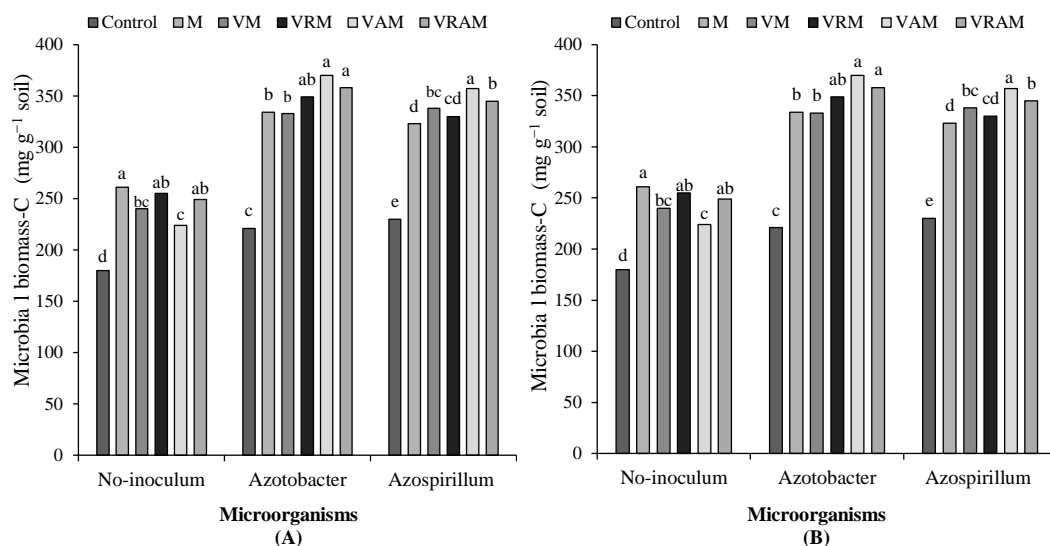 Control M VM VRM VAM VRAM
Microbia l biomass-C (mg g⁻¹ soil)
400
350
300
250
200
150
100
50
0
d a bc ab c ab
c b b ab a a
e d bc cd a b
No-inoculum Azotobacter Azospirillum
Microorganisms
(A)
Control M VM VRM VAM VRAM
Microbia l biomass-C (mg g⁻¹ soil)
400
350
300
250
200
150
100
50
0
d a bc ab c ab
c b b ab a a
e d bc cd a b
No-inoculum Azotobacter Azospirillum
Microorganisms
(B)